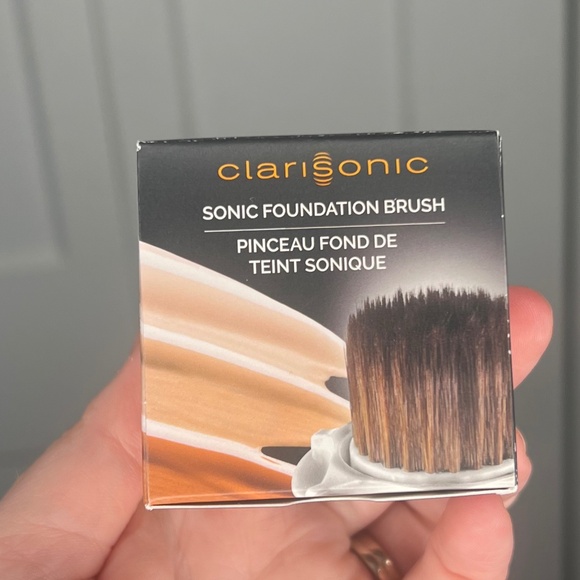 clarisonic
SONIC FOUNDATION BRUSH
PINCEAU FOND DE
TEINT SONIQUE